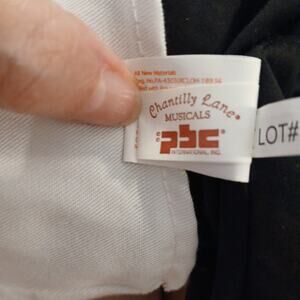 All New Materials
Chantilly Lane®
MUSICALS
pbc®
INTERNATIONAL, INC.
LOT#